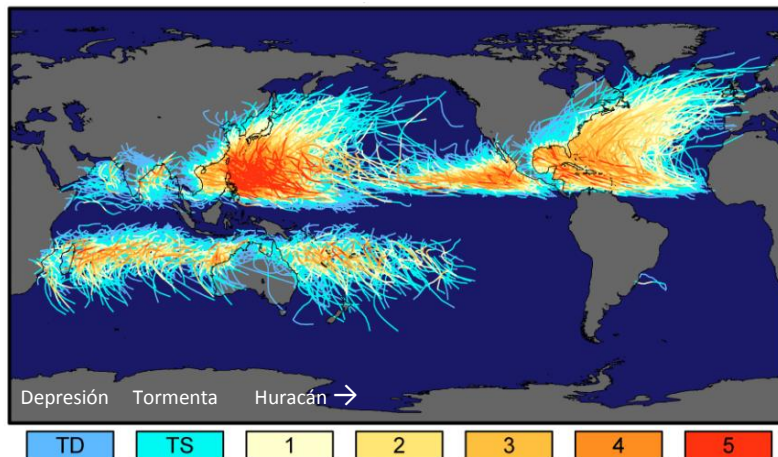 Depresión Tormenta Huracán →
TD TS 1 2 3 4 5